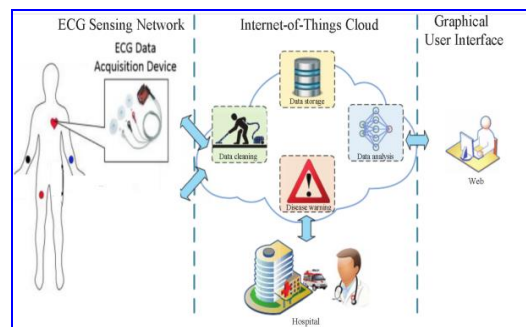 ECG Sensing Network
Internet-of-Things Cloud
Graphical
User Interface
ECG Data
Acquisition Device
Data storage
Data cleaning
Data analysis
Disease warning
Web
Hospital